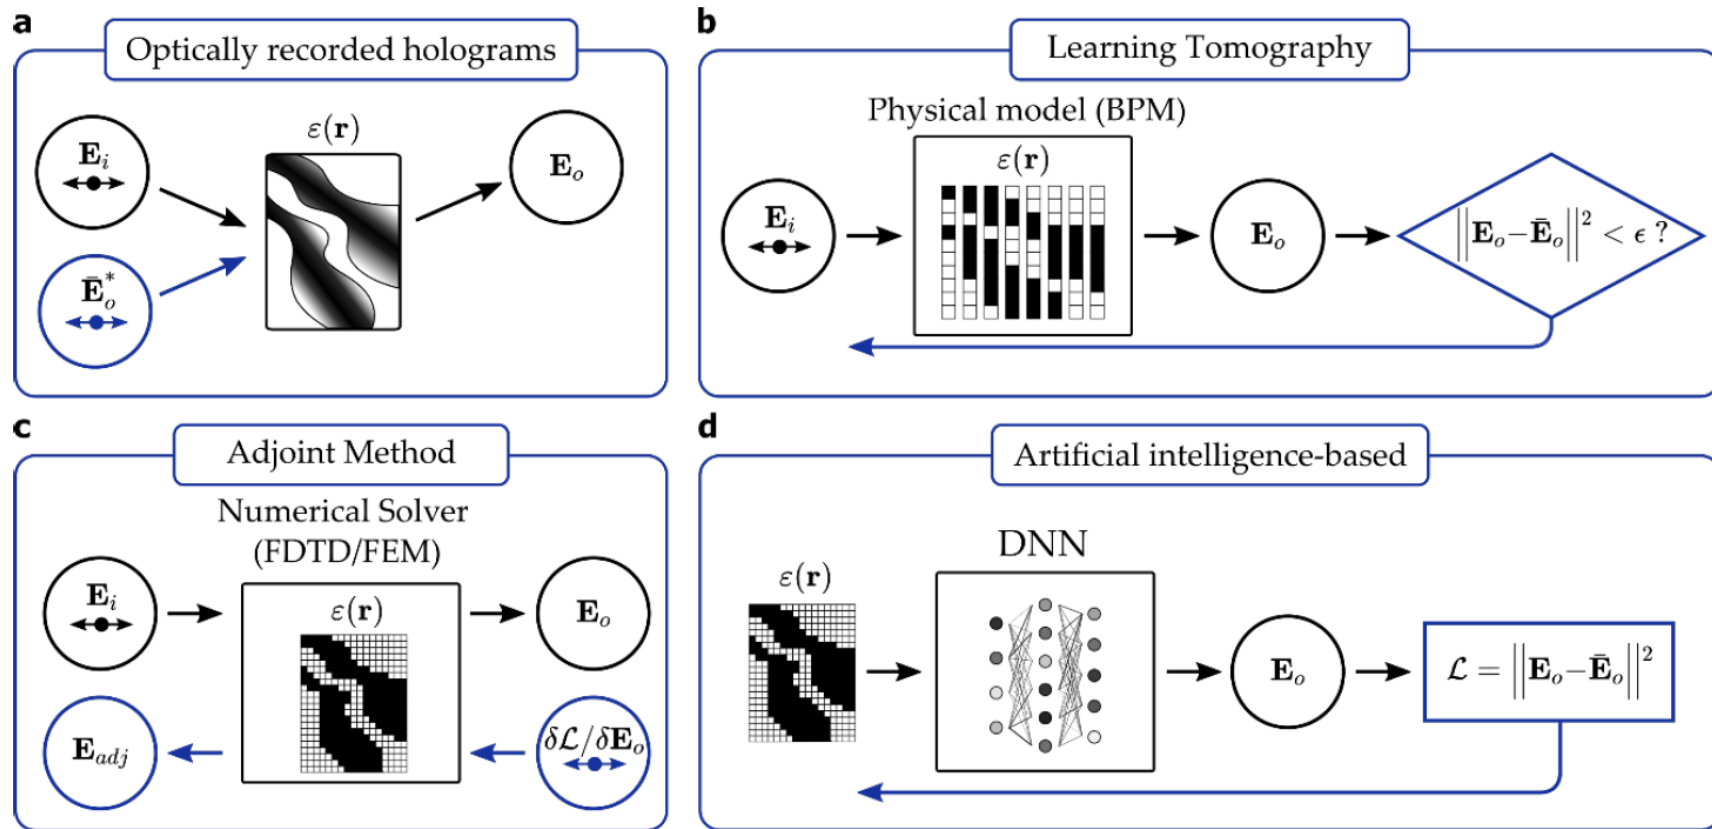 a
Optically recorded holograms
ε(r)
E_i
E_o
Ē_o^*
b
Learning Tomography
Physical model (BPM)
ε(r)
E_i
E_o
||E_o−Ē_o||^2 < ϵ ?
c
Adjoint Method
Numerical Solver
(FDTD/FEM)
E_i
ε(r)
E_o
E_adj
δℒ/δE_o
d
Artificial intelligence-based
DNN
ε(r)
E_o
ℒ = ||E_o−Ē_o||^2